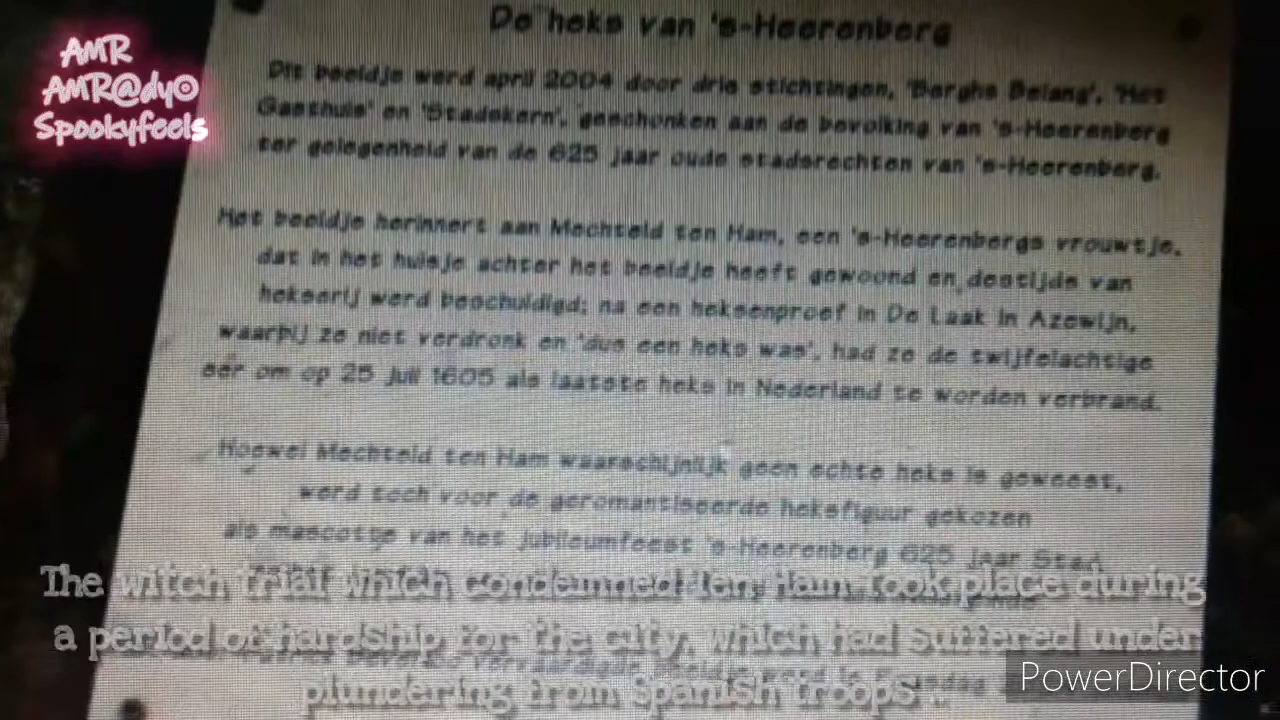 AMR
AMR@dy⊙
Spookyfeels
De heks van 's-Heerenberg
Dit beeldje werd april 2004 door drie stichtingen, 'Berghs Belang', 'Het
Gasthuis' en 'Stadskern', geschonken aan de bevolking van 's-Heerenberg
ter gelegenheid van de 625 jaar oude stadsrechten van 's-Heerenberg.
Het beeldje herinnert aan Mechteld ten Ham, een 's-Heerenbergs vrouwtje,
dat in het huisje achter het beeldje heeft gewoond en destijds van
hekserij werd beschuldigd; na een heksenproef in De Laak in Azewijn,
waarbij ze niet verdronk en 'dus een heks was', had ze de twijfelachtige
eer om op 25 juli 1605 als laatste heks in Nederland te worden verbrand.
Hoewel Mechteld ten Ham waarschijnlijk geen echte heks is geweest,
werd toch voor de geromantiseerde heksfiguur gekozen
als mascotte van het jubileumfeest 's-Heerenberg 625 jaar Stad.
The witch trial which condemned Ten Ham took place during
a period of hardship for the city, which had suffered under
plundering from Spanish troops ..
PowerDirector